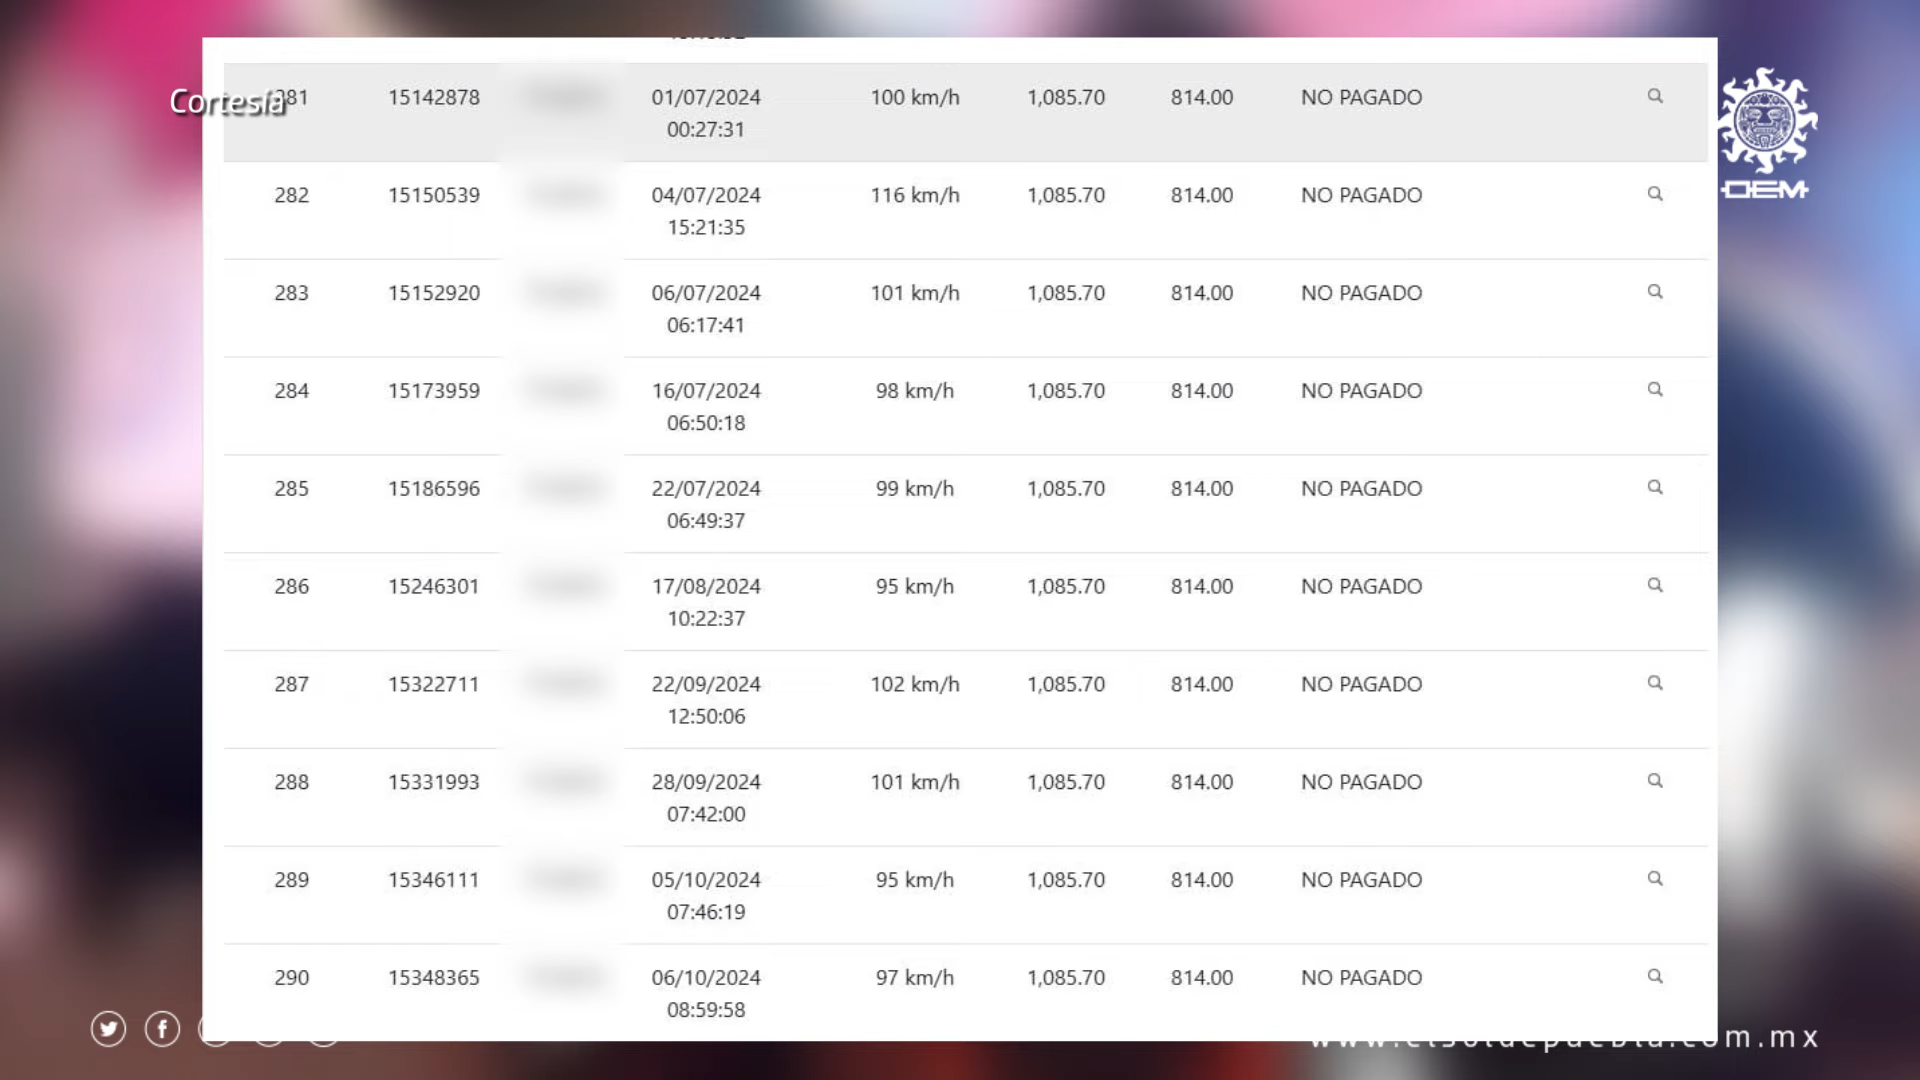 Cortesía
281 15142878 01/07/2024 100 km/h 1,085.70 814.00 NO PAGADO
00:27:31
282 15150539 04/07/2024 116 km/h 1,085.70 814.00 NO PAGADO
15:21:35
283 15152920 06/07/2024 101 km/h 1,085.70 814.00 NO PAGADO
06:17:41
284 15173959 16/07/2024 98 km/h 1,085.70 814.00 NO PAGADO
06:50:18
285 15186596 22/07/2024 99 km/h 1,085.70 814.00 NO PAGADO
06:49:37
286 15246301 17/08/2024 95 km/h 1,085.70 814.00 NO PAGADO
10:22:37
287 15322711 22/09/2024 102 km/h 1,085.70 814.00 NO PAGADO
12:50:06
288 15331993 28/09/2024 101 km/h 1,085.70 814.00 NO PAGADO
07:42:00
289 15346111 05/10/2024 95 km/h 1,085.70 814.00 NO PAGADO
07:46:19
290 15348365 06/10/2024 97 km/h 1,085.70 814.00 NO PAGADO
08:59:58
OEM
www.elsoldepuebla.com.mx